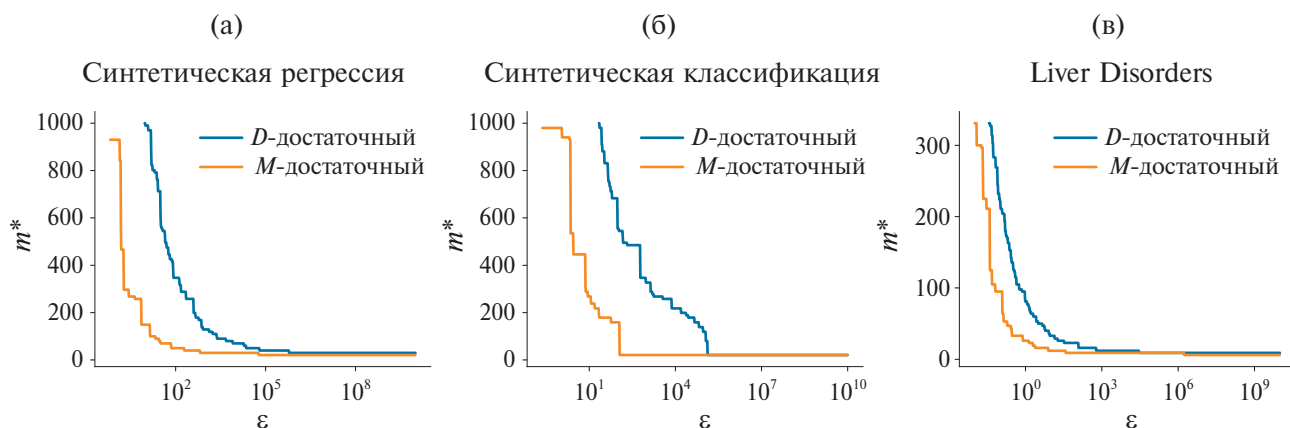 (а)
Синтетическая регрессия
1000
800
600
400
200
0
m*
D-достаточный
M-достаточный
10²
10⁵
10⁸
ε
(б)
Синтетическая классификация
1000
800
600
400
200
0
m*
D-достаточный
M-достаточный
10¹
10⁴
10⁷
10¹⁰
ε
(в)
Liver Disorders
300
200
100
0
m*
D-достаточный
M-достаточный
10⁰
10³
10⁶
10⁹
ε